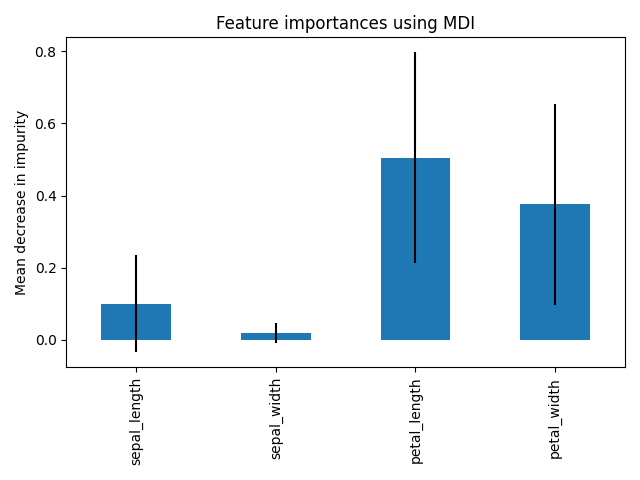 Feature importances using MDI
Mean decrease in impurity
0.8
0.6
0.4
0.2
0.0
sepal_length
sepal_width
petal_length
petal_width